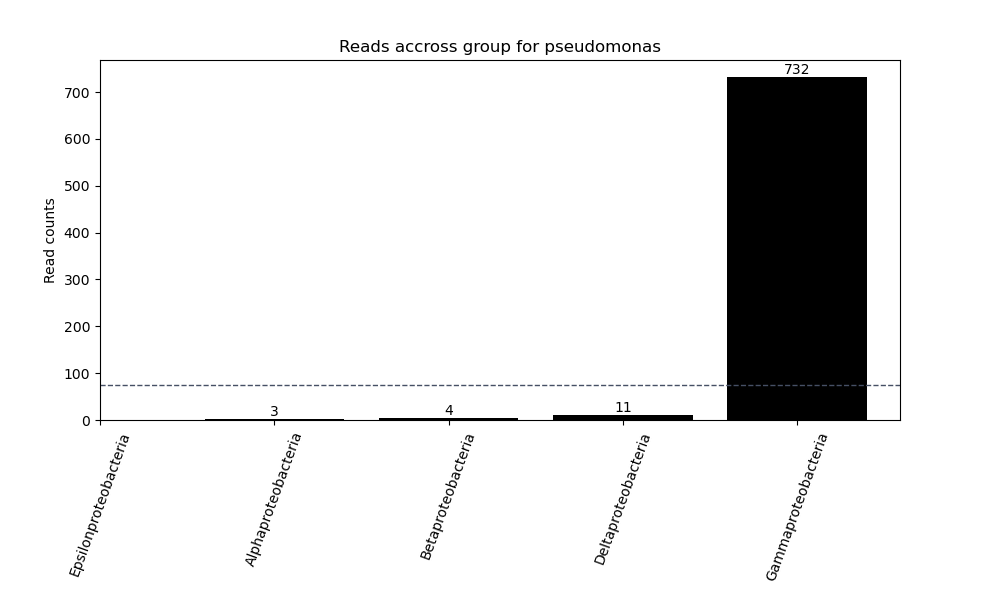 Reads accross group for pseudomonas
732
700
600
500
400
300
200
100
0
Read counts
3
4
11
Epsilonproteobacteria
Alphaproteobacteria
Betaproteobacteria
Deltaproteobacteria
Gammaproteobacteria